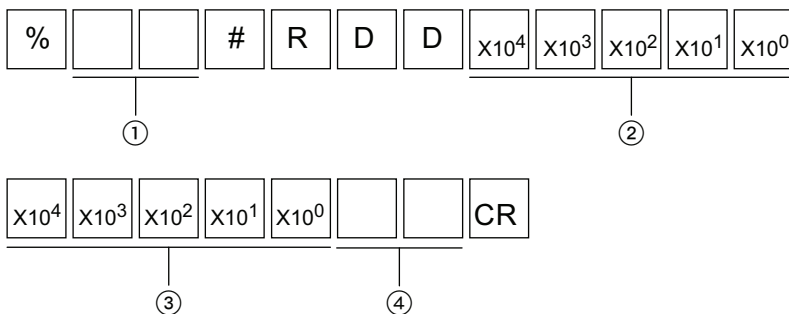 % # R D D X10⁴ X10³ X10² X10¹ X10⁰
① ②
X10⁴ X10³ X10² X10¹ X10⁰ CR
③ ④